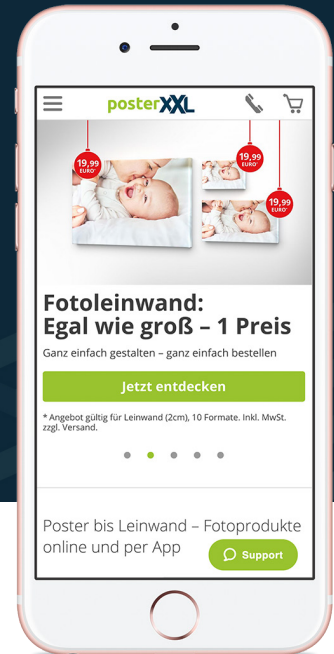 posterXXL
19,99
EURO*
19,99
EURO*
19,99
EURO*
Fotoleinwand:
Egal wie groß – 1 Preis
Ganz einfach gestalten – ganz einfach bestellen
Jetzt entdecken
* Angebot gültig für Leinwand (2cm), 10 Formate. Inkl. MwSt.
zzgl. Versand.
Poster bis Leinwand – Fotoprodukte
online und per App
Support